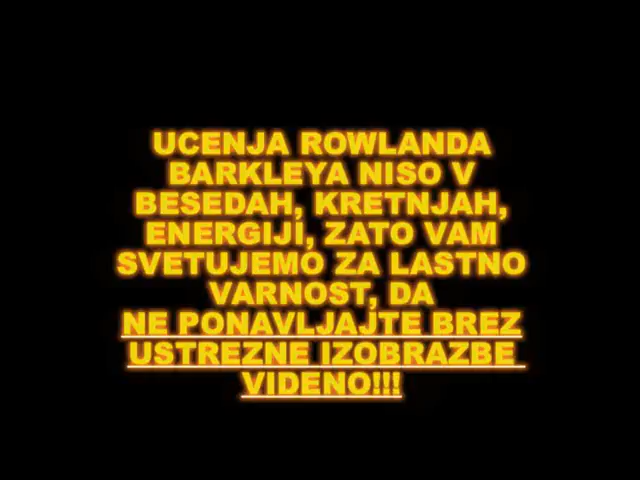 UCENJA ROWLANDA
BARKLEYA NISO V
BESEDAH, KRETNJAH,
ENERGIJI, ZATO VAM
SVETUJEMO ZA LASTNO
VARNOST, DA
NE PONAVLJAJTE BREZ
USTREZNE IZOBRAZBE
VIDENO!!!